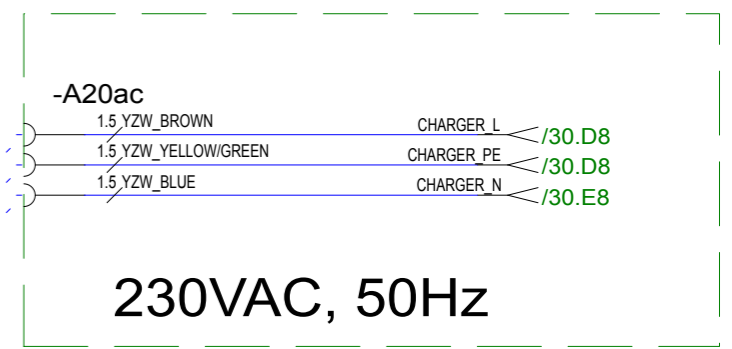 -A20ac
1.5 YZW_BROWN CHARGER_L /30.D8
1.5 YZW_YELLOW/GREEN CHARGER_PE /30.D8
1.5 YZW_BLUE CHARGER_N /30.E8
230VAC, 50Hz